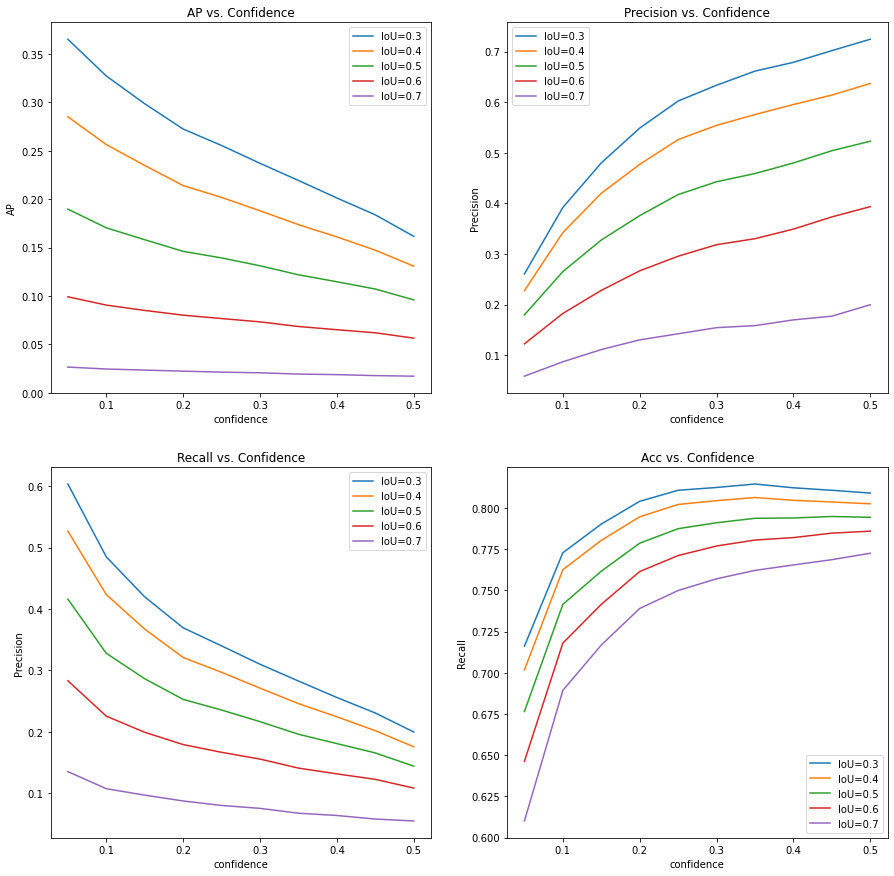 AP vs. Confidence
AP
0.35
0.30
0.25
0.20
0.15
0.10
0.05
0.00
IoU=0.3
IoU=0.4
IoU=0.5
IoU=0.6
IoU=0.7
0.1 0.2 0.3 0.4 0.5
confidence
Precision vs. Confidence
Precision
0.7
0.6
0.5
0.4
0.3
0.2
0.1
IoU=0.3
IoU=0.4
IoU=0.5
IoU=0.6
IoU=0.7
0.1 0.2 0.3 0.4 0.5
confidence
Recall vs. Confidence
Precision
0.6
0.5
0.4
0.3
0.2
0.1
IoU=0.3
IoU=0.4
IoU=0.5
IoU=0.6
IoU=0.7
0.1 0.2 0.3 0.4 0.5
confidence
Acc vs. Confidence
Recall
0.800
0.775
0.750
0.725
0.700
0.675
0.650
0.625
0.600
IoU=0.3
IoU=0.4
IoU=0.5
IoU=0.6
IoU=0.7
0.1 0.2 0.3 0.4 0.5
confidence